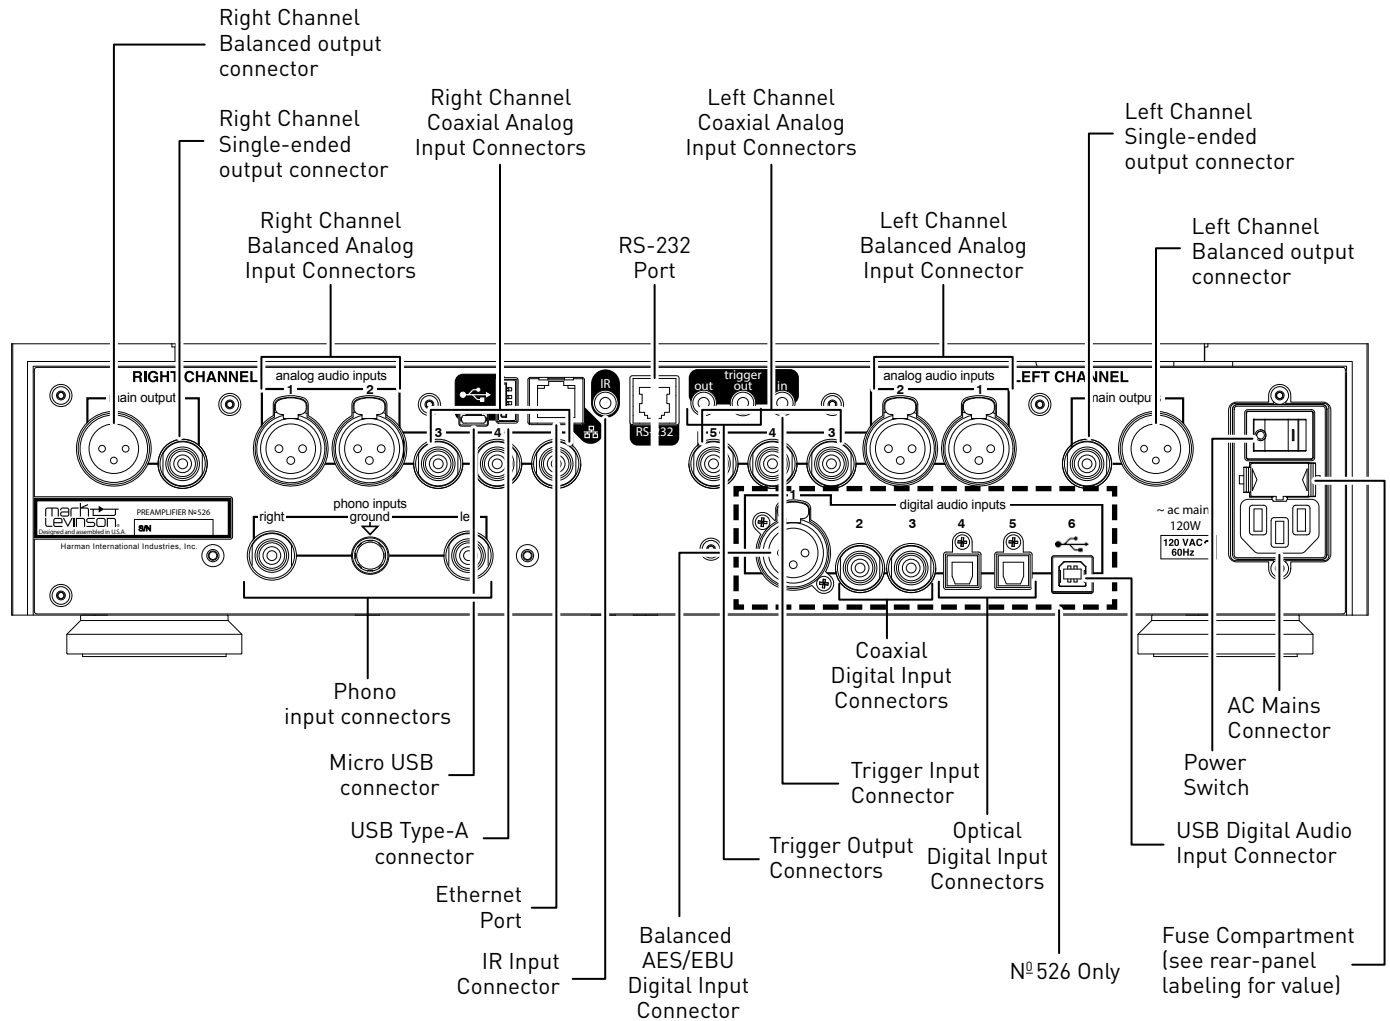 Right Channel
Balanced output
connector
Right Channel
Single-ended
output connector
Right Channel
Coaxial Analog
Input Connectors
Left Channel
Coaxial Analog
Input Connectors
Left Channel
Single-ended
output connector
Right Channel
Balanced Analog
Input Connectors
RS-232
Port
Left Channel
Balanced Analog
Input Connector
Left Channel
Balanced output
connector
RIGHT CHANNEL
main output
analog audio inputs
1 2
3 4
IR
RS-232
trigger
out out in
5 4 3
analog audio inputs
2 1
LEFT CHANNEL
main outputs
mark
Levinson®
Designed and assembled in U.S.A.
PREAMPLIFIER Nº526
S/N
Harman International Industries, Inc.
phono inputs
right ground le
digital audio inputs
1 2 3 4 5 6
~ ac main
120W
120 VAC~
60Hz
Phono
input connectors
Micro USB
connector
USB Type-A
connector
Ethernet
Port
IR Input
Connector
Balanced
AES/EBU
Digital Input
Connector
Coaxial
Digital Input
Connectors
Trigger Input
Connector
Trigger Output
Connectors
Optical
Digital Input
Connectors
Nº526 Only
AC Mains
Connector
Power
Switch
USB Digital Audio
Input Connector
Fuse Compartment
(see rear-panel
labeling for value)